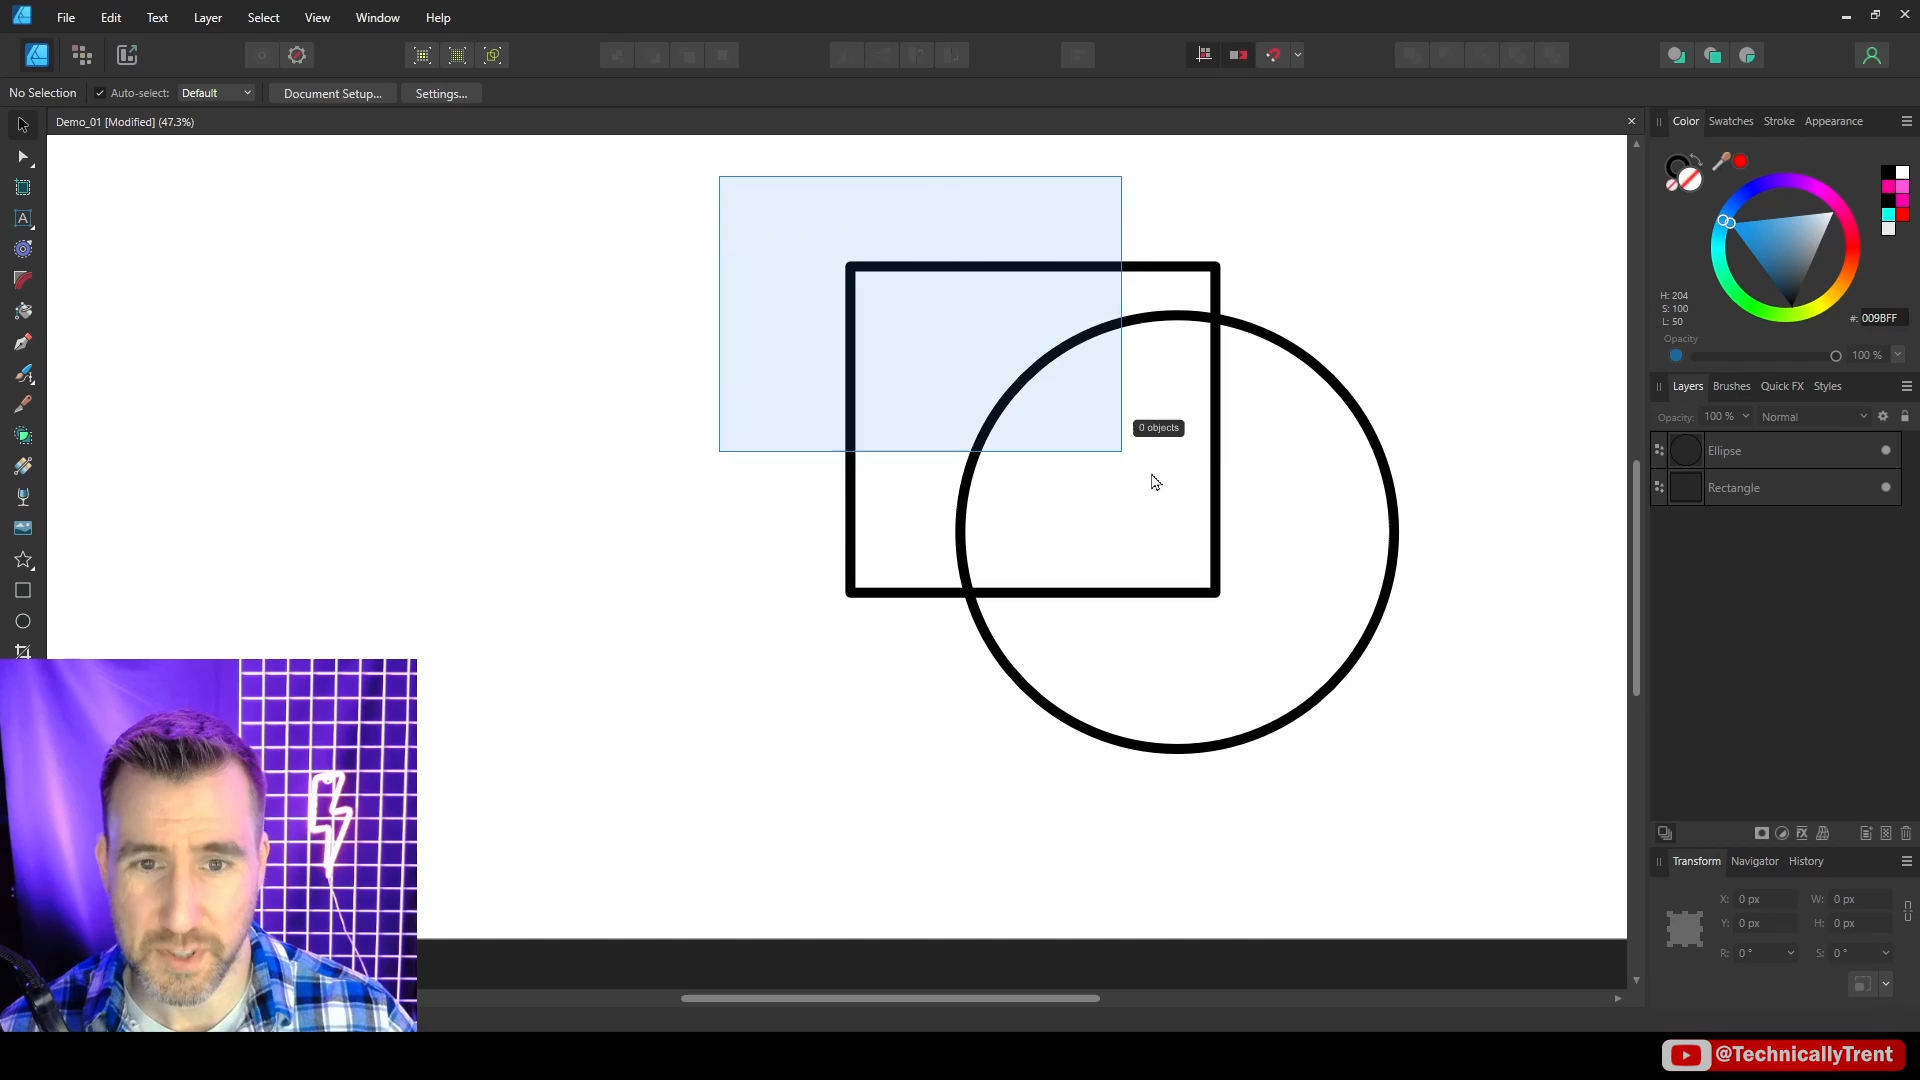 File Edit Text Layer Select View Window Help
No Selection Auto-select: Default Document Setup... Settings...
Demo_01 [Modified] (47.3%)
Color Swatches Stroke Appearance
H: 204
S: 100
L: 50
#: 009BFF
Opacity
100 %
Layers Brushes Quick FX Styles
Opacity: 100 % Normal
0 objects
Ellipse
Rectangle
Transform Navigator History
X: 0 px W: 0 px
Y: 0 px H: 0 px
R: 0 ° S: 0 °
@TechnicallyTrent